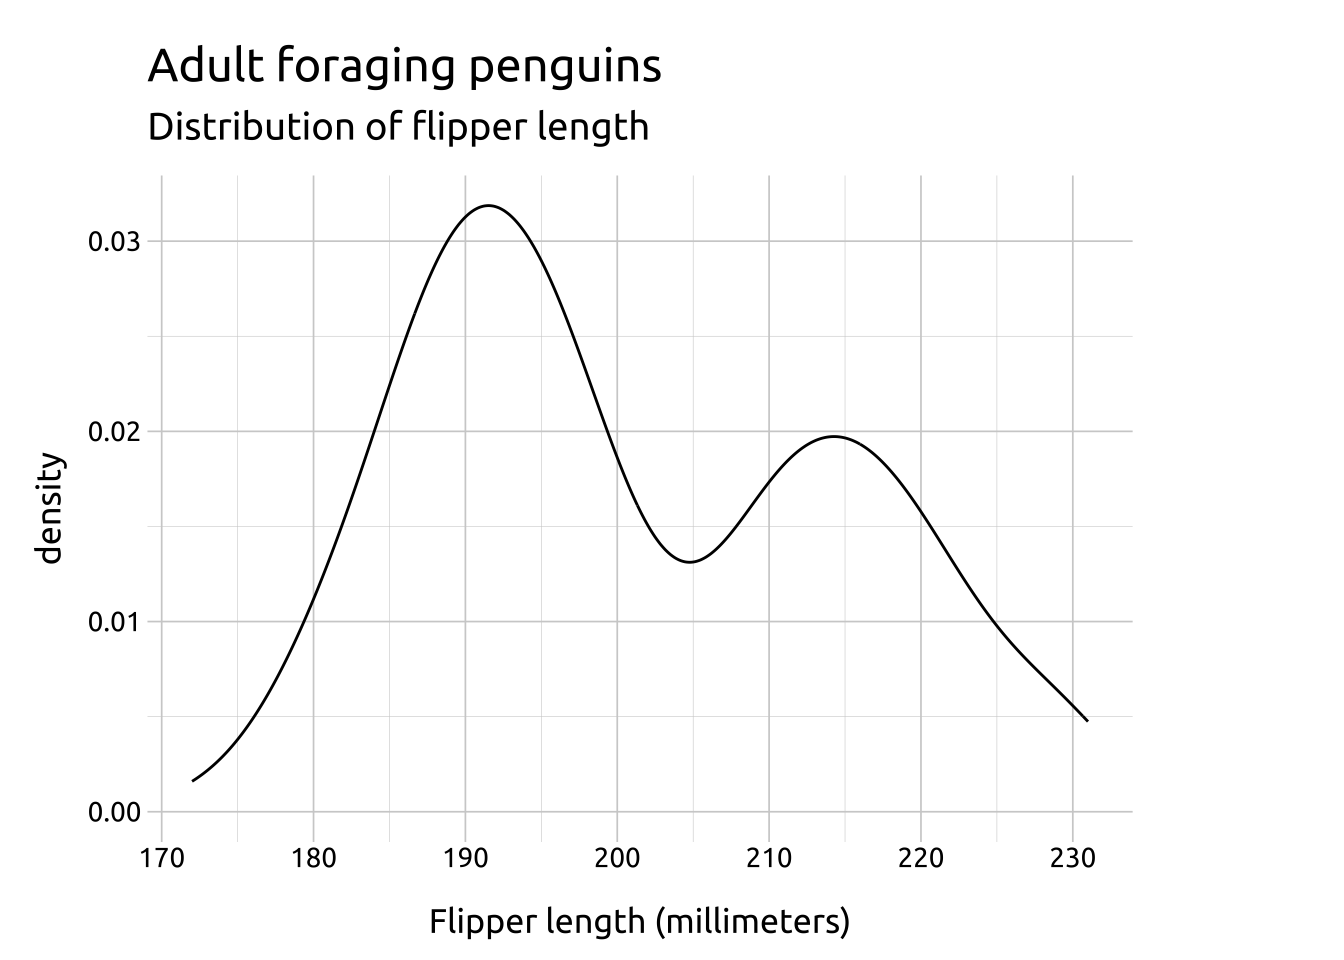 Adult foraging penguins
Distribution of flipper length
0.03
0.02
0.01
0.00
density
170 180 190 200 210 220 230
Flipper length (millimeters)